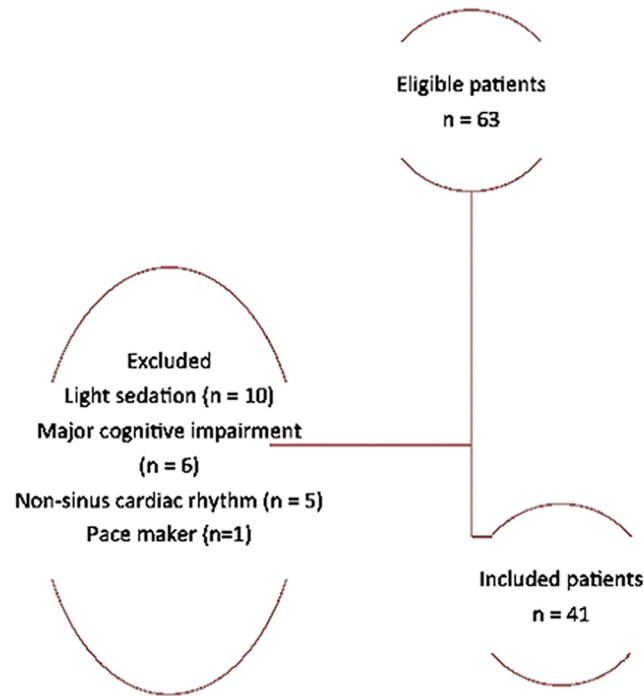 Eligible patients
n = 63
Excluded
Light sedation (n = 10)
Major cognitive impairment
(n = 6)
Non-sinus cardiac rhythm (n = 5)
Pace maker (n=1)
Included patients
n = 41